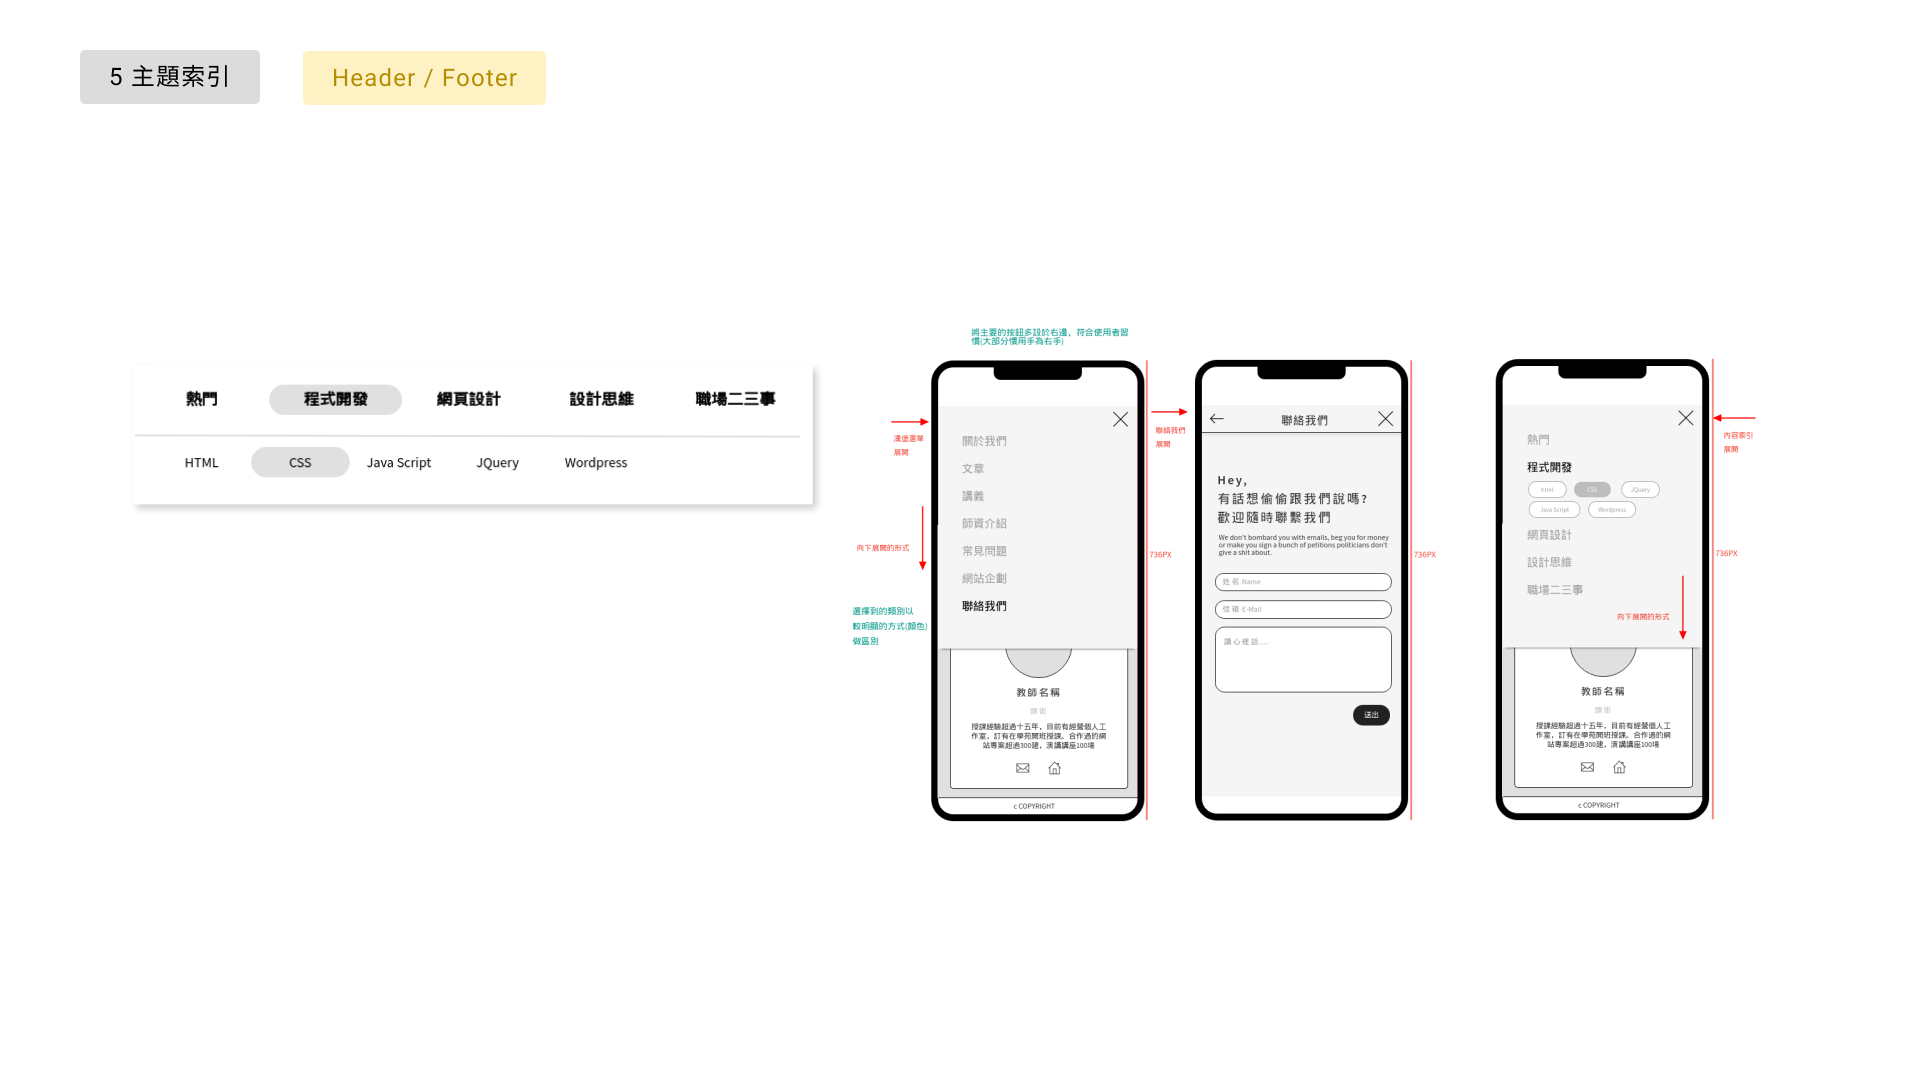 5 主題索引
Header / Footer
熱門
程式開發
網頁設計
設計思維
職場二三事
HTML
CSS
Java Script
JQuery
Wordpress
將主要的按鈕多設於右邊，符合使用者習
慣(大部分慣用手為右手)
漢堡選單
展開
向下展開的形式
選擇到的類別以
較明顯的方式(顏色)
做區別
關於我們
文章
講義
師資介紹
常見問題
網站企劃
聯絡我們
教師名稱
頭銜
授課經驗超過十五年，目前有經營個人工
作室，訂有在學苑開班授課。合作過的網
站專案超過300建，演講講座100場
c COPYRIGHT
736PX
聯絡我們
展開
聯絡我們
Hey,
有話想偷偷跟我們說嗎?
歡迎隨時聯繫我們
We don't bombard you with emails, beg you for money
or make you sign a bunch of petitions politicians don't
give a shit about.
姓名 Name
信箱 E-Mail
講心裡話....
送出
736PX
熱門
程式開發
Html
CSS
JQuery
Java Script
Wordpress
網頁設計
設計思維
職場二三事
向下展開的形式
教師名稱
頭銜
授課經驗超過十五年，目前有經營個人工
作室，訂有在學苑開班授課。合作過的網
站專案超過300建，演講講座100場
c COPYRIGHT
內容索引
展開
736PX